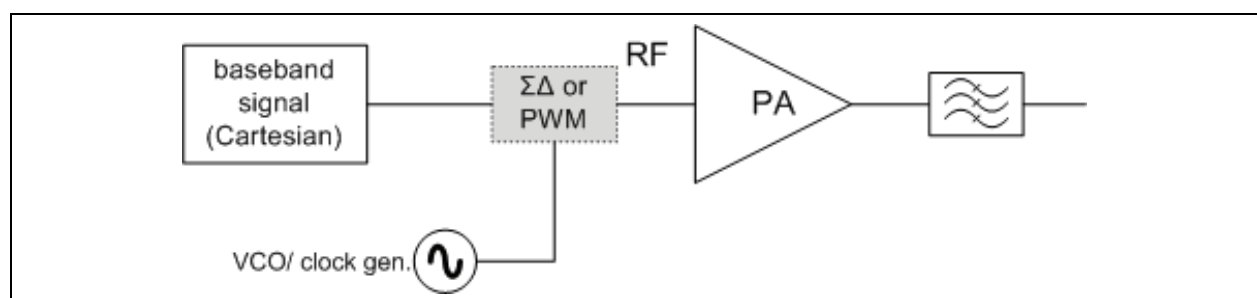 baseband
signal
(Cartesian)
ΣΔ or
PWM
RF
PA
VCO/ clock gen.